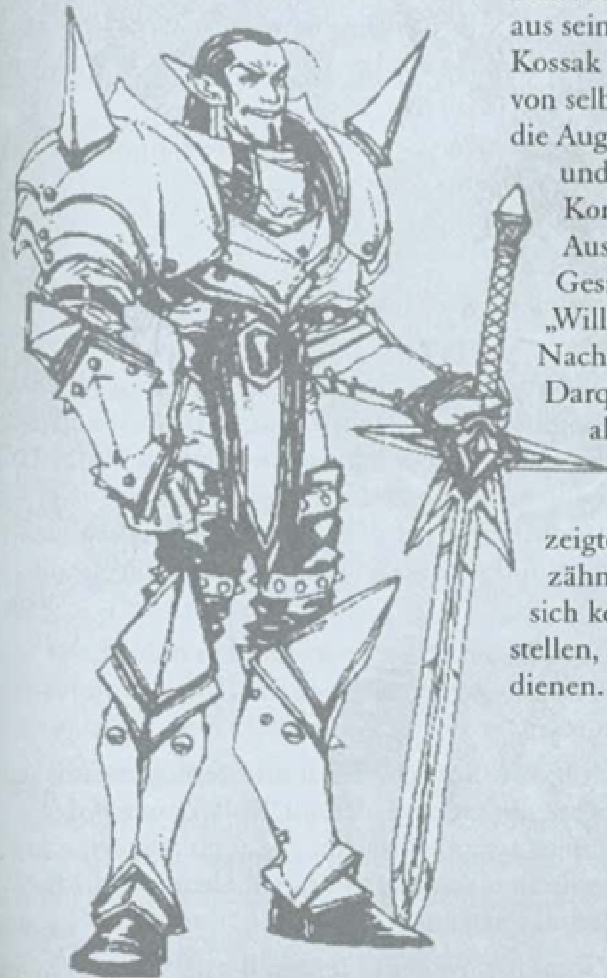 aus sein
Kossak
von selb
die Aug
und
Kor
Aus
Ges
„Will
Nach
Darq
al
zeigte
zähn
sich ke
stellen,
dienen.